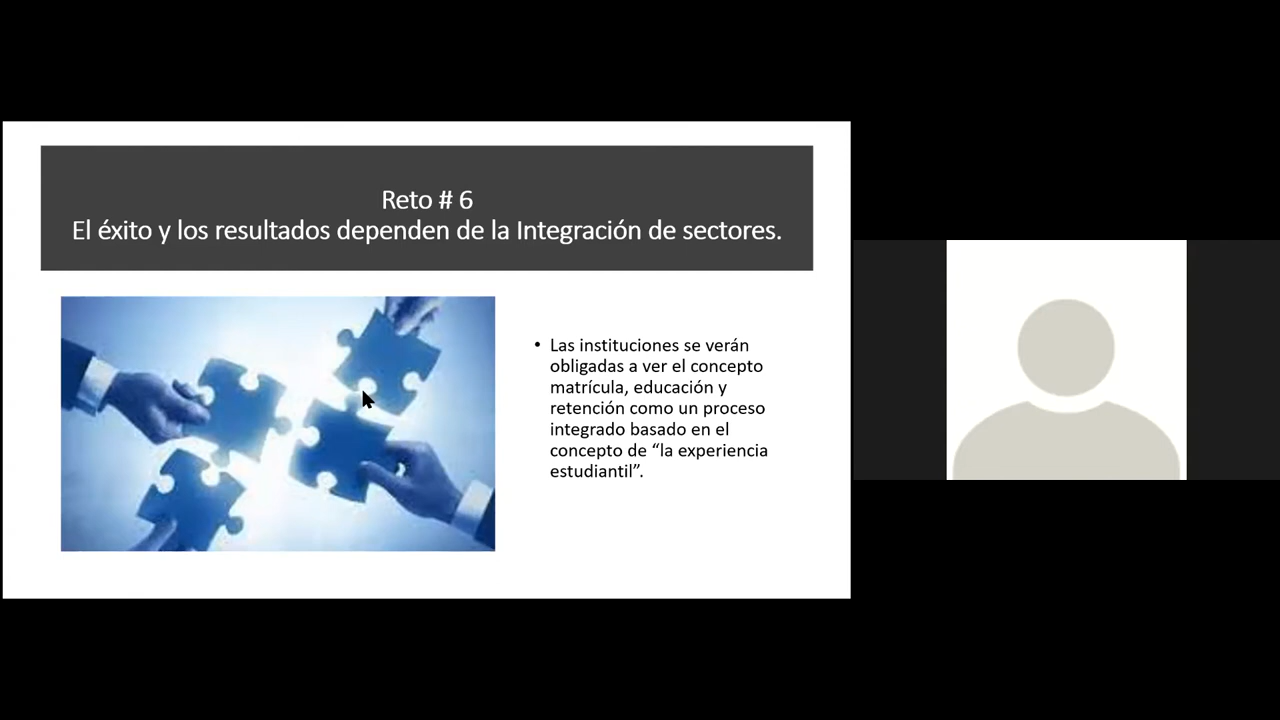 Reto # 6
El éxito y los resultados dependen de la Integración de sectores.
• Las instituciones se verán
obligadas a ver el concepto
matrícula, educación y
retención como un proceso
integrado basado en el
concepto de “la experiencia
estudiantil”.